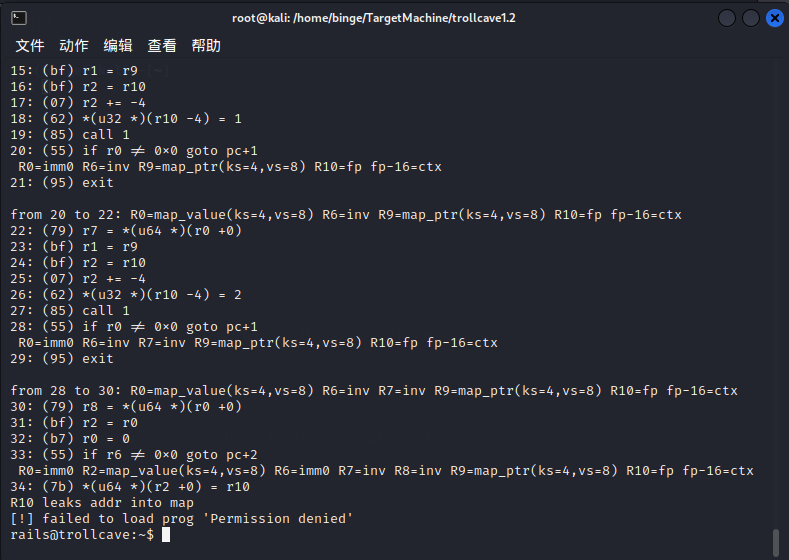 root@kali: /home/binge/TargetMachine/trollcave1.2
文件 动作 编辑 查看 帮助
15: (bf) r1 = r9
16: (bf) r2 = r10
17: (07) r2 += -4
18: (62) *(u32 *)(r10 -4) = 1
19: (85) call 1
20: (55) if r0 ≠ 0×0 goto pc+1
 R0=imm0 R6=inv R9=map_ptr(ks=4,vs=8) R10=fp fp-16=ctx
21: (95) exit

from 20 to 22: R0=map_value(ks=4,vs=8) R6=inv R9=map_ptr(ks=4,vs=8) R10=fp fp-16=ctx
22: (79) r7 = *(u64 *)(r0 +0)
23: (bf) r1 = r9
24: (bf) r2 = r10
25: (07) r2 += -4
26: (62) *(u32 *)(r10 -4) = 2
27: (85) call 1
28: (55) if r0 ≠ 0×0 goto pc+1
 R0=imm0 R6=inv R7=inv R9=map_ptr(ks=4,vs=8) R10=fp fp-16=ctx
29: (95) exit

from 28 to 30: R0=map_value(ks=4,vs=8) R6=inv R7=inv R9=map_ptr(ks=4,vs=8) R10=fp fp-16=ctx
30: (79) r8 = *(u64 *)(r0 +0)
31: (bf) r2 = r0
32: (b7) r0 = 0
33: (55) if r6 ≠ 0×0 goto pc+2
 R0=imm0 R2=map_value(ks=4,vs=8) R6=imm0 R7=inv R8=inv R9=map_ptr(ks=4,vs=8) R10=fp fp-16=ctx
34: (7b) *(u64 *)(r2 +0) = r10
R10 leaks addr into map
[!] failed to load prog 'Permission denied'
rails@trollcave:~$